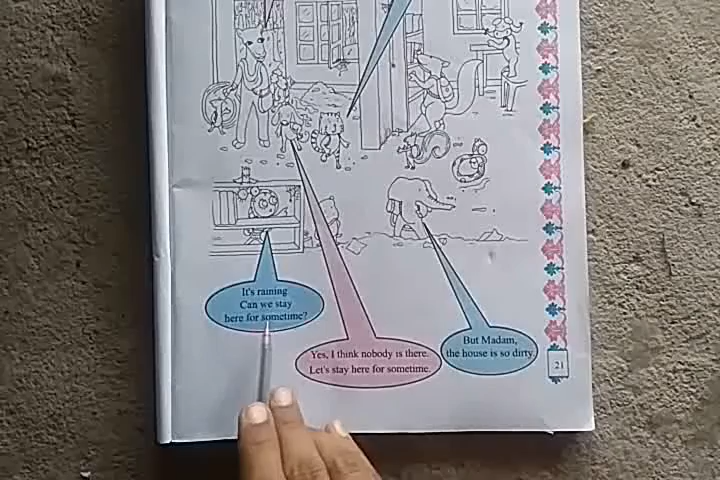 It's raining
Can we stay
here for sometime?
Yes, I think nobody is there.
Let's stay here for sometime.
But Madam,
the house is so dirty.
21